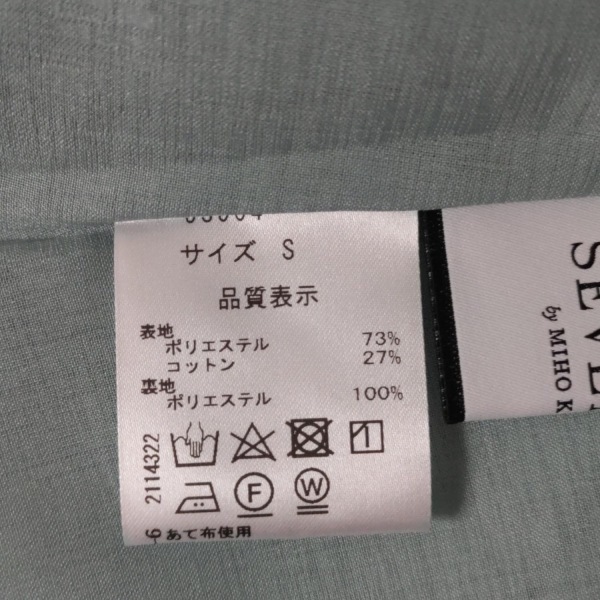 サイズ S
品質表示
表地
ポリエステル 73%
コットン 27%
裏地
ポリエステル 100%
2114322
F
W
あて布使用
by MIHO K